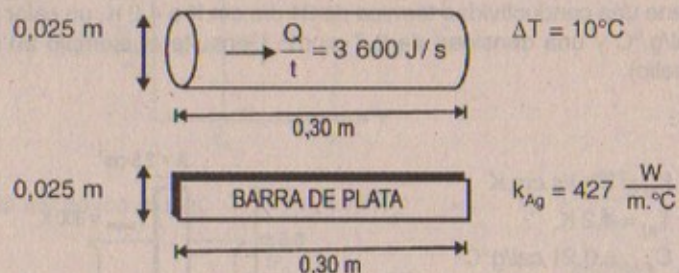 0,025 m
Q
t
= 3 600 J / s
ΔT = 10°C
0,30 m
0,025 m
BARRA DE PLATA
k_Ag = 427 W
m.°C
0,30 m